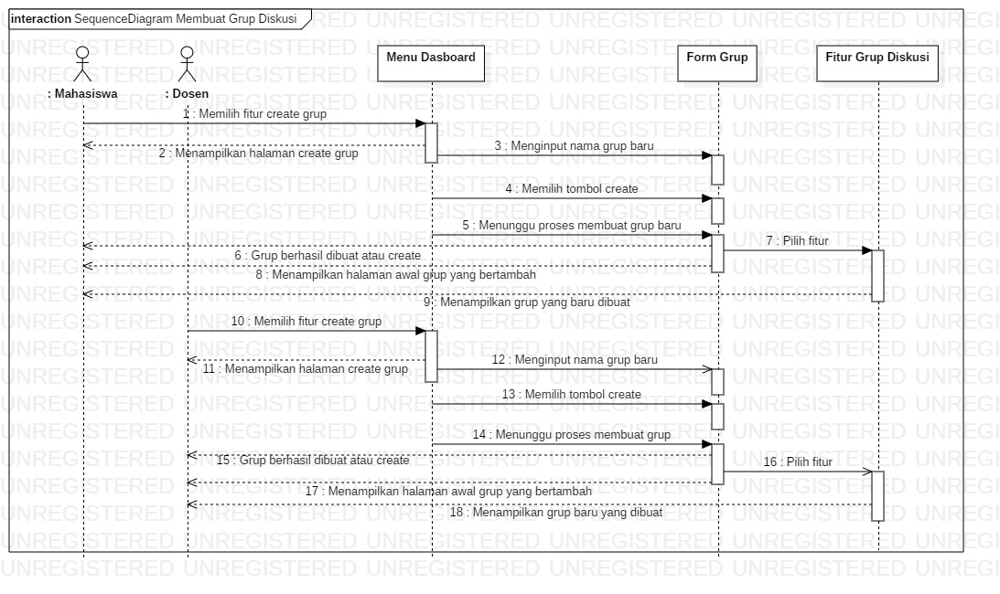 interaction SequenceDiagram Membuat Grup Diskusi
Menu Dasboard
Form Grup
Fitur Grup Diskusi
: Mahasiswa
: Dosen
1 : Memilih fitur create grup
2 : Menampilkan halaman create grup
3 : Menginput nama grup baru
4 : Memilih tombol create
5 : Menunggu proses membuat grup baru
7 : Pilih fitur
6 : Grup berhasil dibuat atau create
8 : Menampilkan halaman awal grup yang bertambah
9 : Menampilkan grup yang baru dibuat
10 : Memilih fitur create grup
11 : Menampilkan halaman create grup
12 : Menginput nama grup baru
13 : Memilih tombol create
14 : Menunggu proses membuat grup
15 : Grup berhasil dibuat atau create
16 : Pilih fitur
17 : Menampilkan halaman awal grup yang bertambah
18 : Menampilkan grup baru yang dibuat
UNREGISTERED